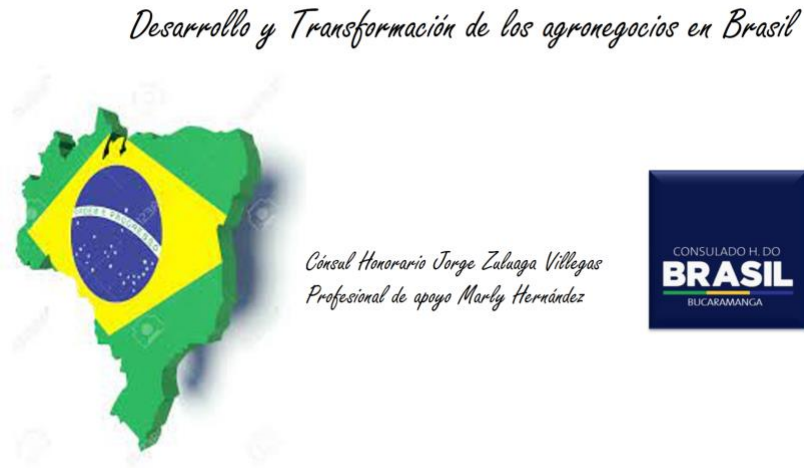 Desarrollo y Transformación de los agronegocios en Brasil
Cónsul Honorario Jorge Zuluaga Villegas
Profesional de apoyo Marly Hernández
CONSULADO H. DO
BRASIL
BUCARAMANGA